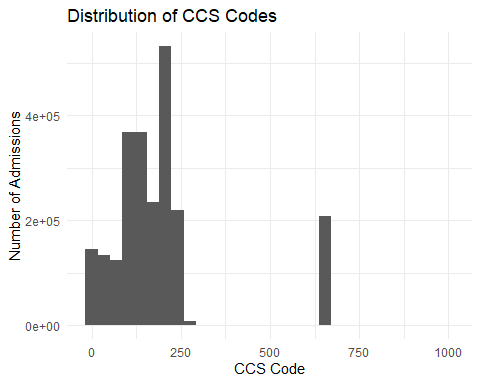 Distribution of CCS Codes
Number of Admissions
4e+05
2e+05
0e+00
0 250 500 750 1000
CCS Code